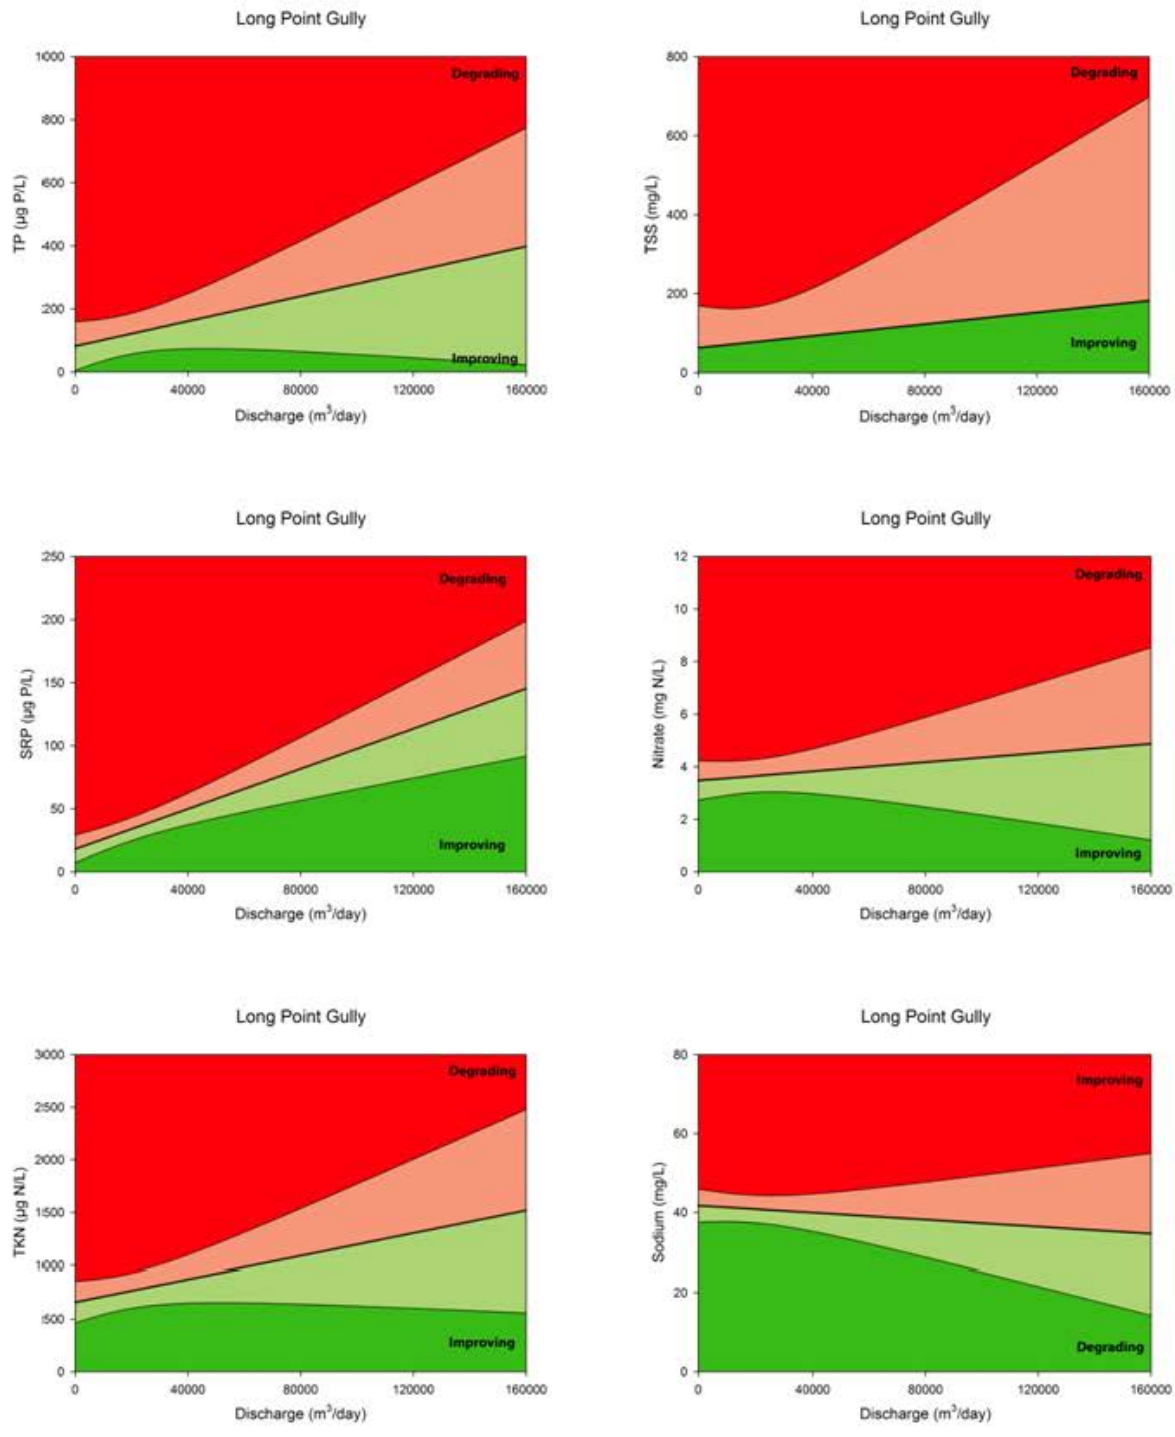 Long Point Gully
1000
800
600
400
200
0
TP (µg P/L)
Degrading
Improving
0 40000 80000 120000 160000
Discharge (m³/day)
Long Point Gully
800
600
400
200
0
TSS (mg/L)
Degrading
Improving
0 40000 80000 120000 160000
Discharge (m³/day)
Long Point Gully
250
200
150
100
50
0
SRP (µg P/L)
Degrading
Improving
0 40000 80000 120000 160000
Discharge (m³/day)
Long Point Gully
12
10
8
6
4
2
0
Nitrate (mg N/L)
Degrading
Improving
0 40000 80000 120000 160000
Discharge (m³/day)
Long Point Gully
3000
2500
2000
1500
1000
500
0
TKN (µg N/L)
Degrading
Improving
0 40000 80000 120000 160000
Discharge (m³/day)
Long Point Gully
80
60
40
20
0
Sodium (mg/L)
Improving
Degrading
0 40000 80000 120000 160000
Discharge (m³/day)